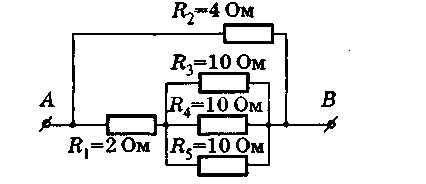 R₂=4 Ом
R₃=10 Ом
A
B
R₄=10 Ом
R₁=2 Ом
R₅=10 Ом